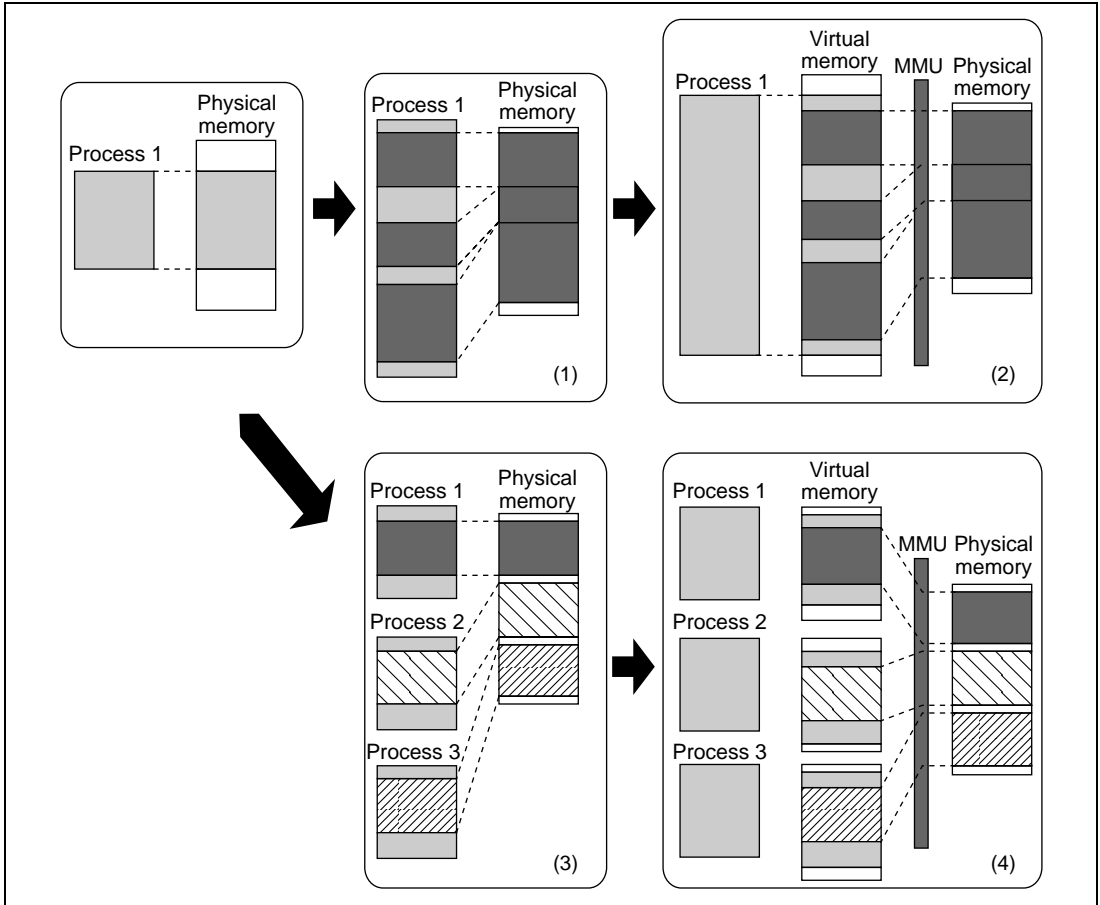 Process 1
Physical
memory
Process 1
Physical
memory
(1)
Process 1
Virtual
memory
MMU
Physical
memory
(2)
Process 1
Physical
memory
Process 2
Process 3
(3)
Process 1
Virtual
memory
MMU
Physical
memory
Process 2
Process 3
(4)